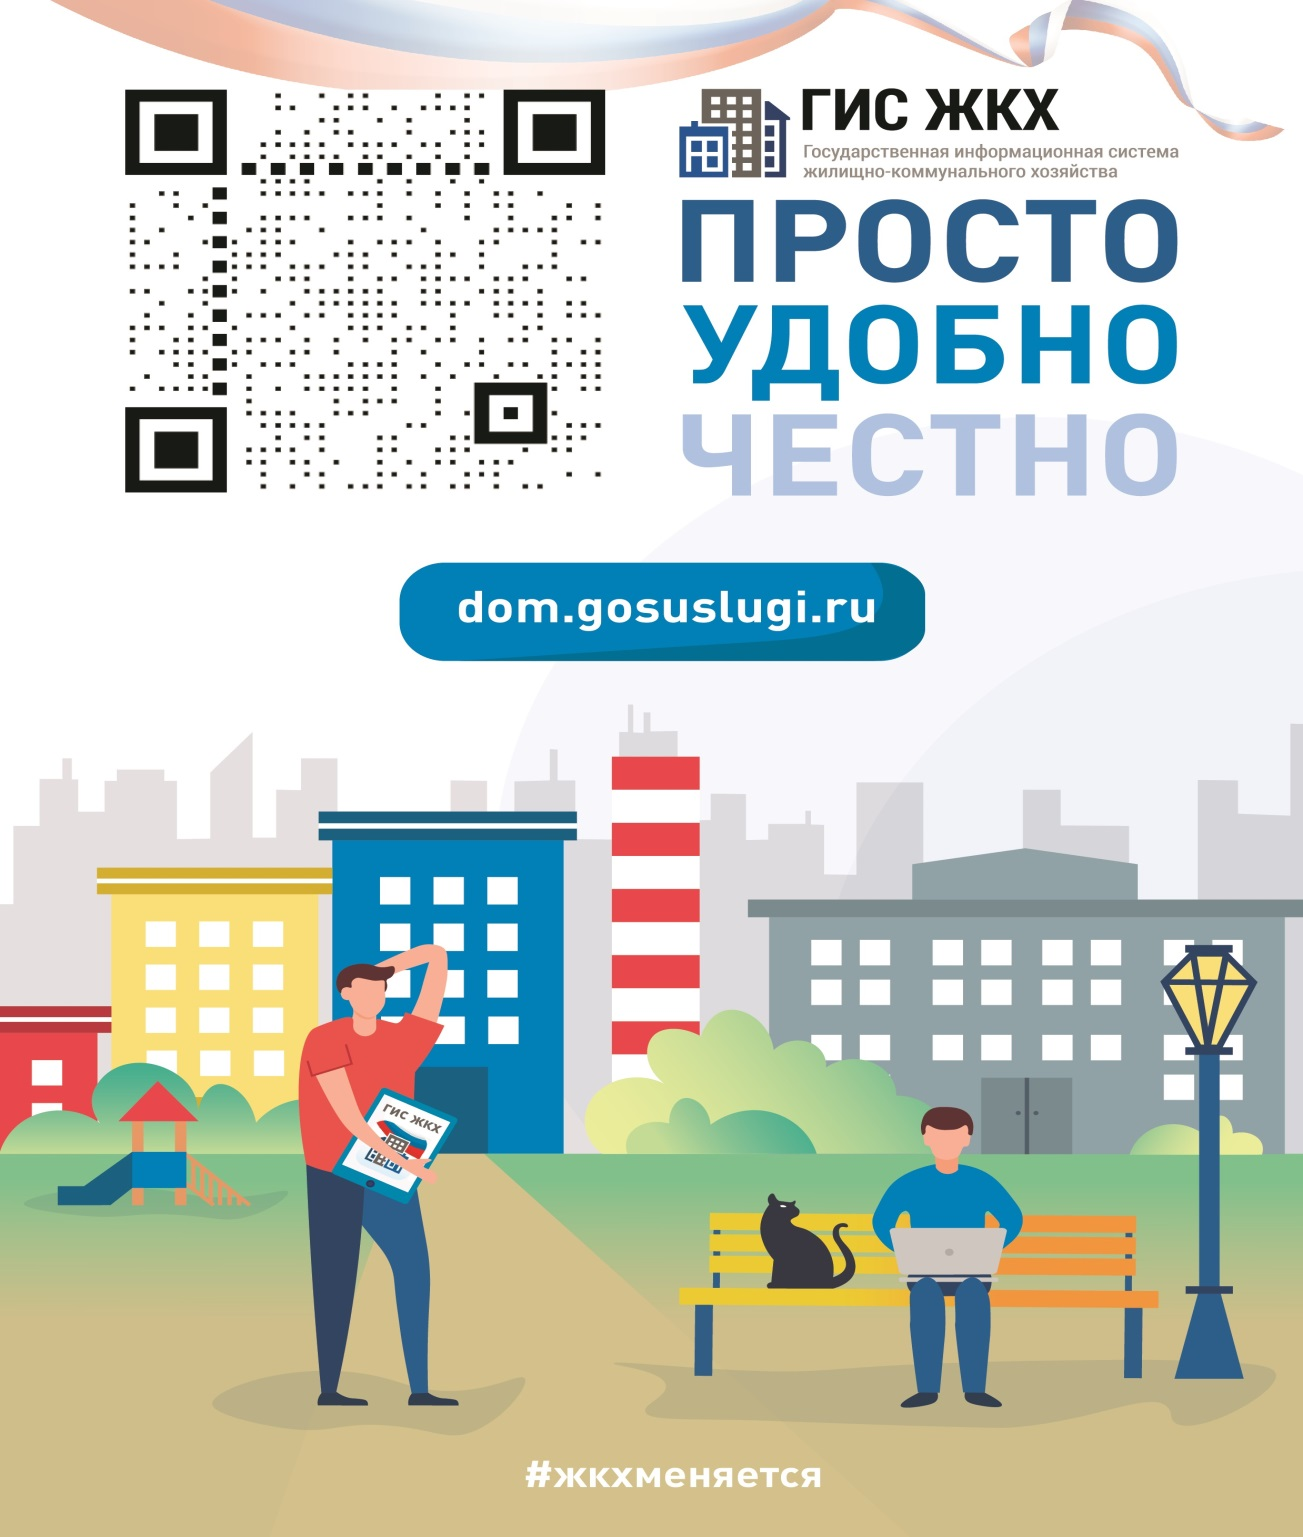 ГИС ЖКХ
Государственная информационная система
жилищно-коммунального хозяйства
ПРОСТО
УДОБНО
ЧЕСТНО
dom.gosuslugi.ru
ГИС ЖКХ
#жкхменяется